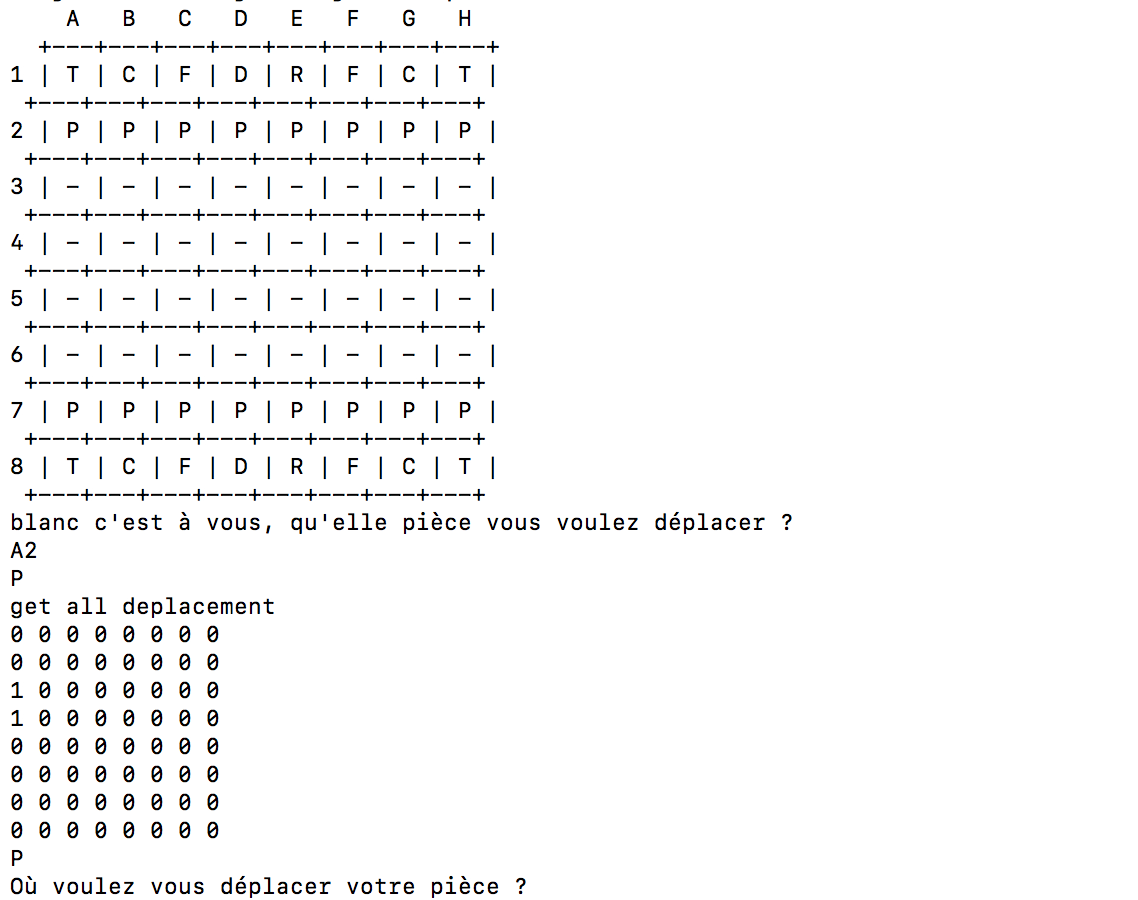 A   B   C   D   E   F   G   H
  +---+---+---+---+---+---+---+---+
1 | T | C | F | D | R | F | C | T |
 +---+---+---+---+---+---+---+---+
2 | P | P | P | P | P | P | P | P |
 +---+---+---+---+---+---+---+---+
3 | - | - | - | - | - | - | - | - |
 +---+---+---+---+---+---+---+---+
4 | - | - | - | - | - | - | - | - |
 +---+---+---+---+---+---+---+---+
5 | - | - | - | - | - | - | - | - |
 +---+---+---+---+---+---+---+---+
6 | - | - | - | - | - | - | - | - |
 +---+---+---+---+---+---+---+---+
7 | P | P | P | P | P | P | P | P |
 +---+---+---+---+---+---+---+---+
8 | T | C | F | D | R | F | C | T |
 +---+---+---+---+---+---+---+---+
blanc c'est à vous, qu'elle pièce vous voulez déplacer ?
A2
P
get all deplacement
0 0 0 0 0 0 0 0
0 0 0 0 0 0 0 0
1 0 0 0 0 0 0 0
1 0 0 0 0 0 0 0
0 0 0 0 0 0 0 0
0 0 0 0 0 0 0 0
0 0 0 0 0 0 0 0
0 0 0 0 0 0 0 0
P
Où voulez vous déplacer votre pièce ?